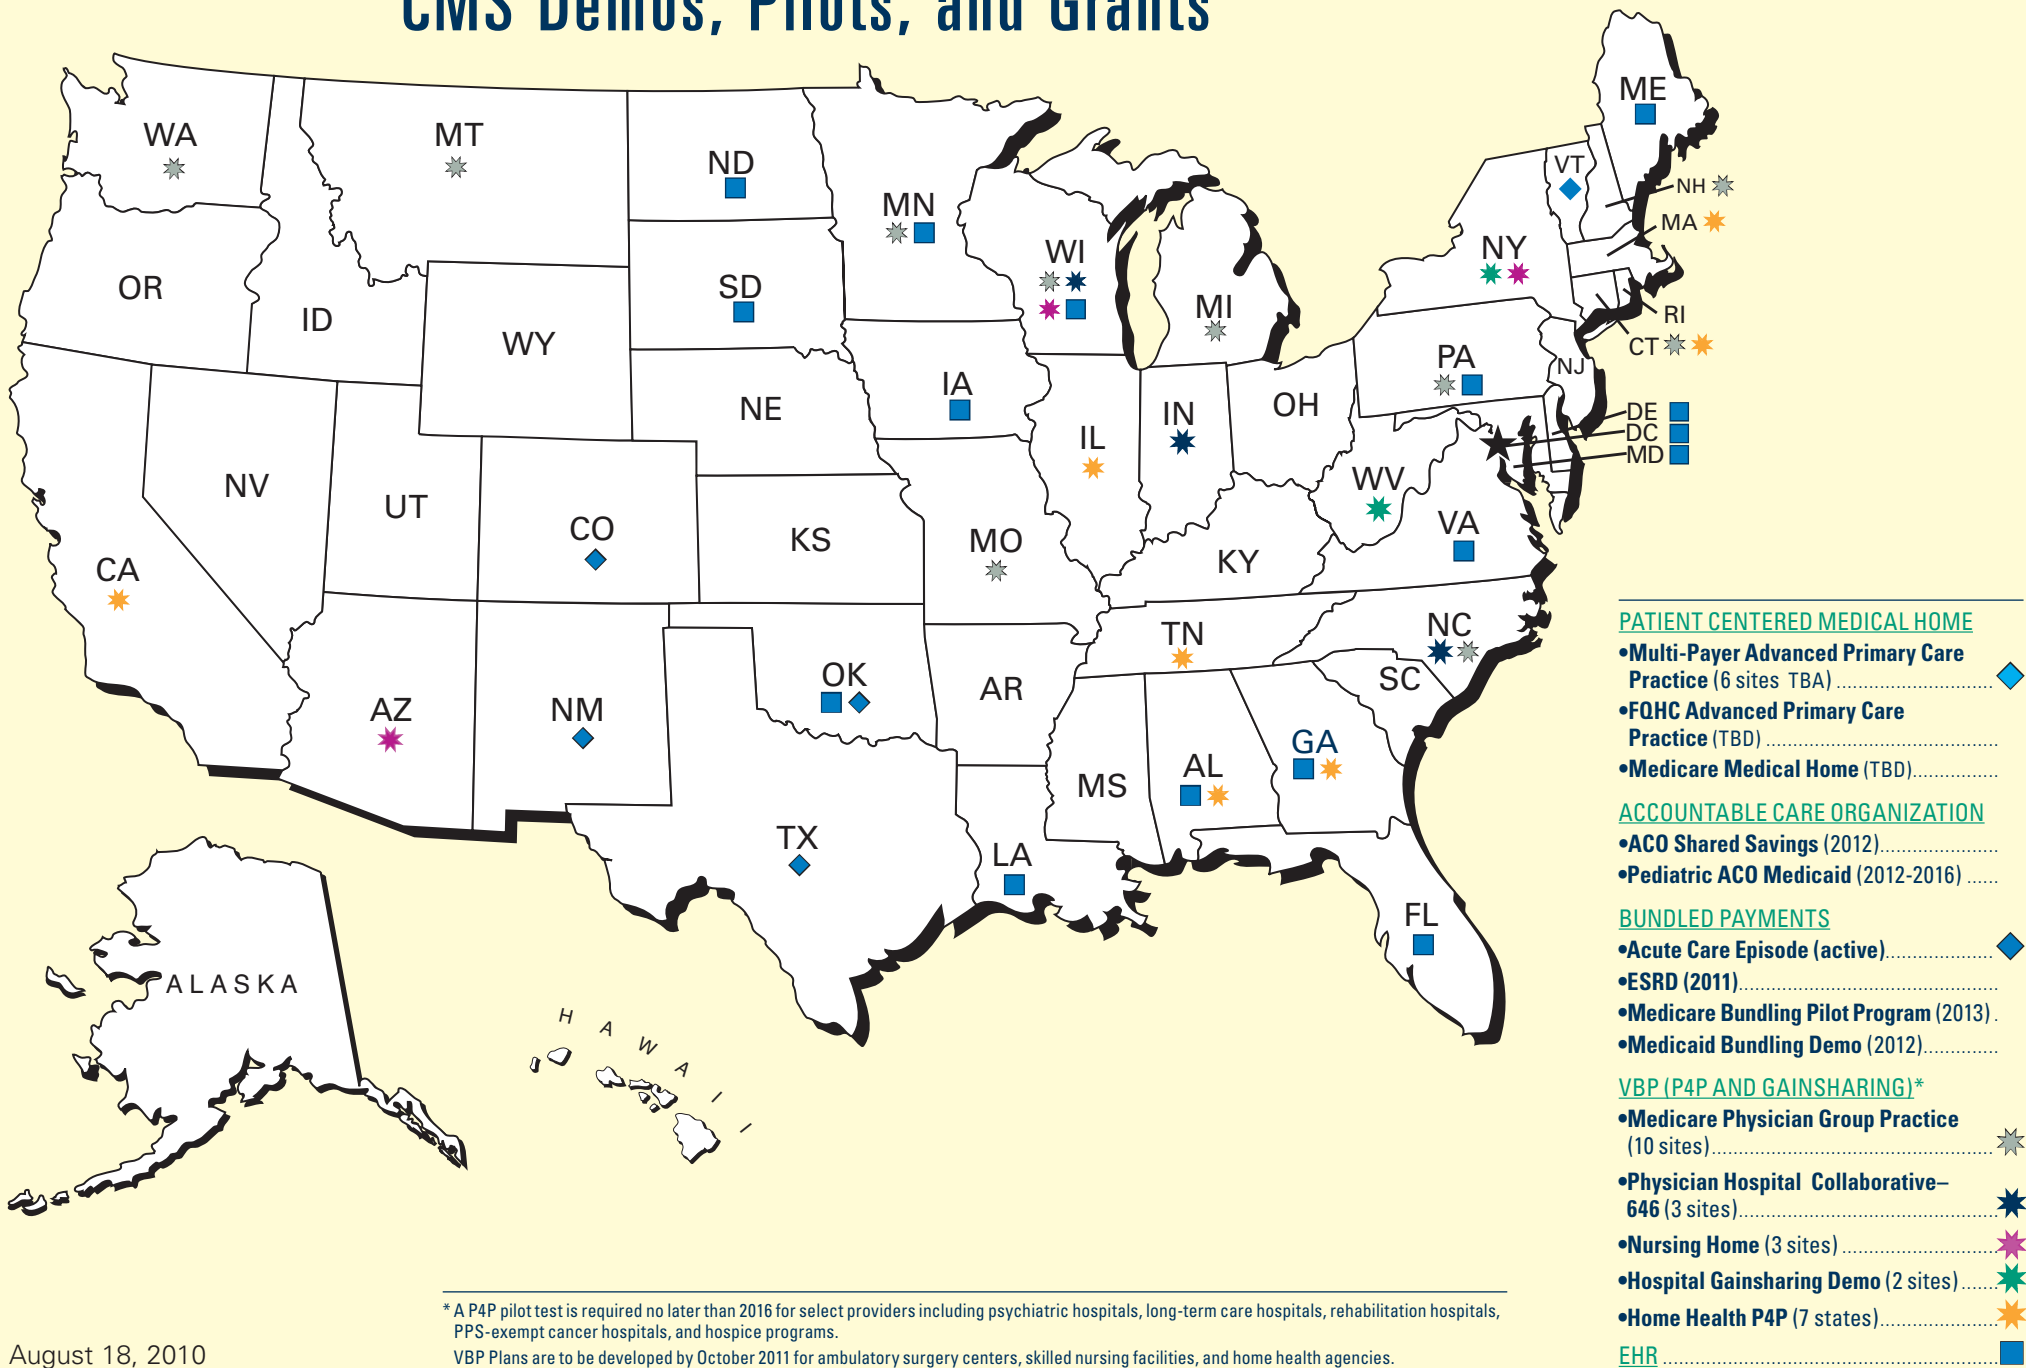 CMS Demos, Pilots, and Grants
WA
MT
ND
MN
ME
VT
NH
MA
OR
ID
SD
WI
MI
NY
RI
CT
WY
PA
NJ
NE
IA
IL
IN
OH
DE
DC
MD
NV
UT
CO
KS
MO
WV
VA
KY
CA
TN
NC
AZ
NM
OK
AR
SC
MS
AL
GA
TX
LA
FL
ALASKA
HAWAII
PATIENT CENTERED MEDICAL HOME
•Multi-Payer Advanced Primary Care
Practice (6 sites TBA)
•FQHC Advanced Primary Care
Practice (TBD)
•Medicare Medical Home (TBD)
ACCOUNTABLE CARE ORGANIZATION
•ACO Shared Savings (2012)
•Pediatric ACO Medicaid (2012-2016)
BUNDLED PAYMENTS
•Acute Care Episode (active)
•ESRD (2011)
•Medicare Bundling Pilot Program (2013)
•Medicaid Bundling Demo (2012)
VBP (P4P AND GAINSHARING)*
•Medicare Physician Group Practice
(10 sites)
•Physician Hospital Collaborative–
646 (3 sites)
•Nursing Home (3 sites)
•Hospital Gainsharing Demo (2 sites)
•Home Health P4P (7 states)
EHR
* A P4P pilot test is required no later than 2016 for select providers including psychiatric hospitals, long-term care hospitals, rehabilitation hospitals,
PPS-exempt cancer hospitals, and hospice programs.
VBP Plans are to be developed by October 2011 for ambulatory surgery centers, skilled nursing facilities, and home health agencies.
August 18, 2010